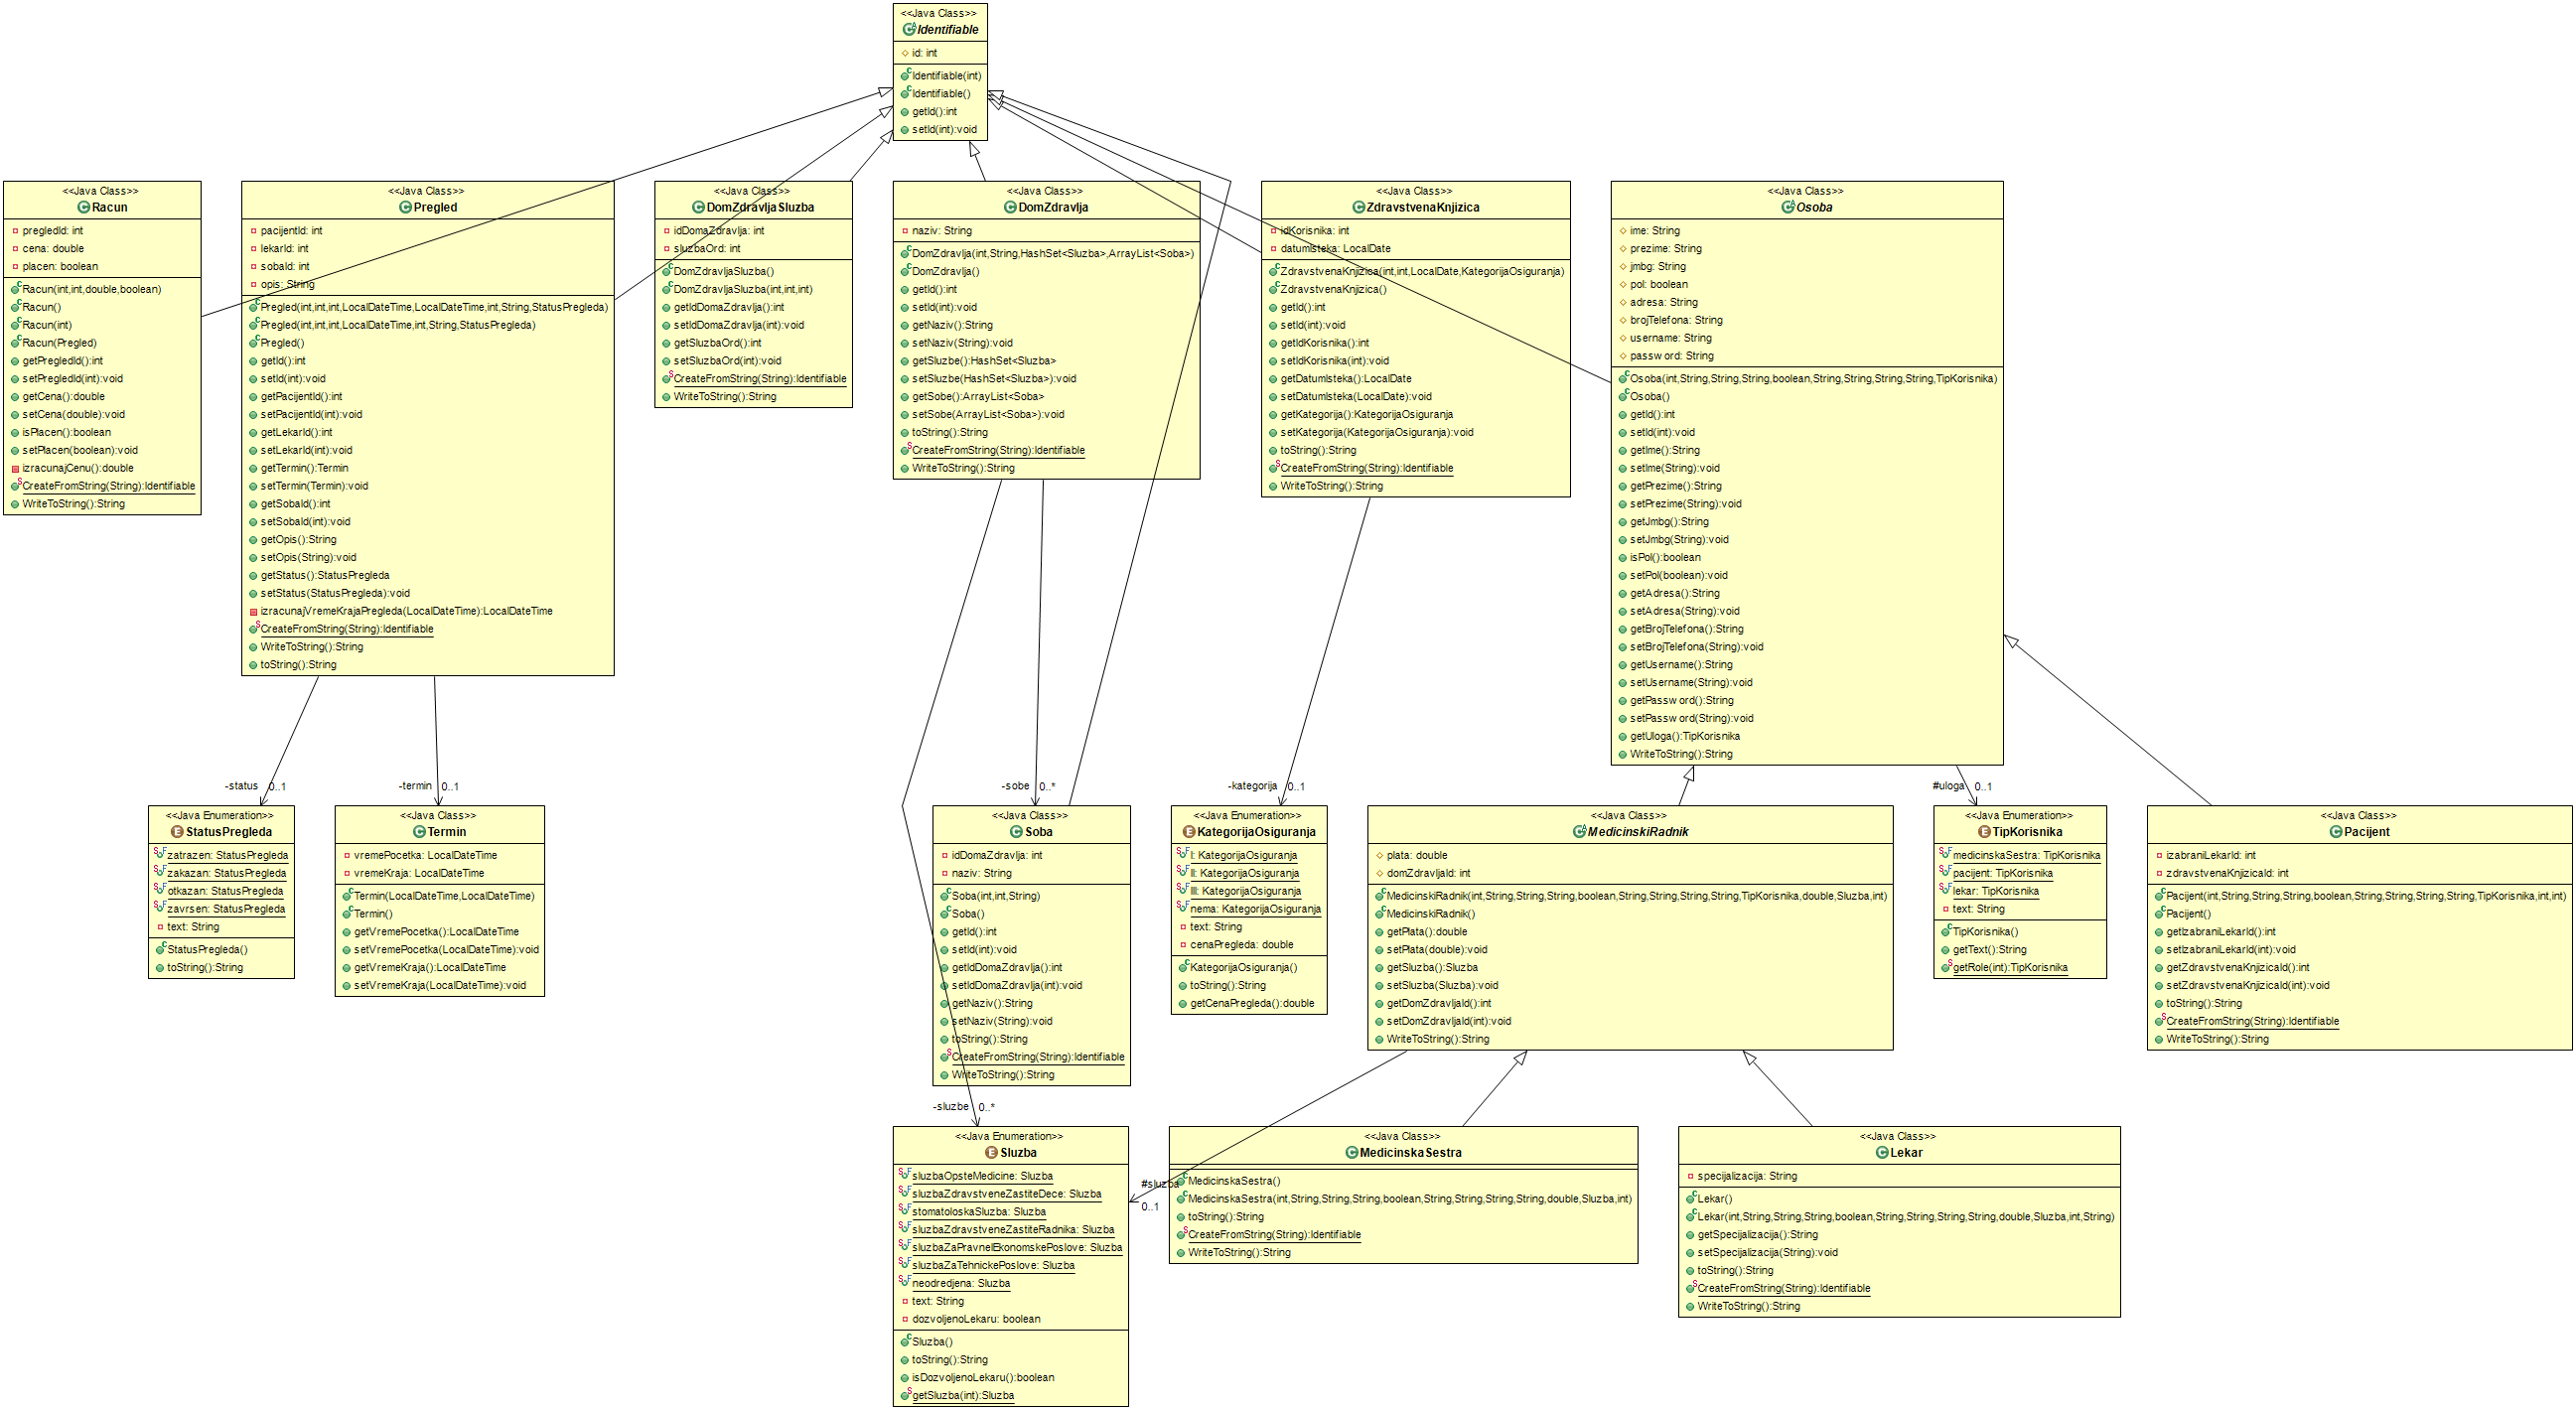 <<Java Class>>
Identifiable
id: int
Identifiable(int)
Identifiable()
getId():int
setId(int):void
<<Java Class>>
Racun
pregledId: int
cena: double
placen: boolean
Racun(int,int,double,boolean)
Racun()
Racun(int)
Racun(Pregled)
getPregledId():int
setPregledId(int):void
getCena():double
setCena(double):void
isPlacen():boolean
setPlacen(boolean):void
izracunajCenu():double
CreateFromString(String):Identifiable
WriteToString():String
<<Java Class>>
Pregled
pacijentId: int
lekarId: int
sobaId: int
opis: String
Pregled(int,int,int,LocalDateTime,LocalDateTime,int,String,StatusPregleda)
Pregled(int,int,int,LocalDateTime,int,String,StatusPregleda)
Pregled()
getId():int
setId(int):void
getPacijentId():int
setPacijentId(int):void
getLekarId():int
setLekarId(int):void
getTermin():Termin
setTermin(Termin):void
getSobaId():int
setSobaId(int):void
getOpis():String
setOpis(String):void
getStatus():StatusPregleda
setStatus(StatusPregleda):void
izracunajVremeKrajaPregleda(LocalDateTime):LocalDateTime
CreateFromString(String):Identifiable
WriteToString():String
toString():String
<<Java Class>>
DomZdravljaSluzba
idDomaZdravlja: int
sluzbaOrd: int
DomZdravljaSluzba()
DomZdravljaSluzba(int,int,int)
getIdDomaZdravlja():int
setIdDomaZdravlja(int):void
getSluzbaOrd():int
setSluzbaOrd(int):void
CreateFromString(String):Identifiable
WriteToString():String
<<Java Class>>
DomZdravlja
naziv: String
DomZdravlja(int,String,HashSet<Sluzba>,ArrayList<Soba>)
DomZdravlja()
getId():int
setId(int):void
getNaziv():String
setNaziv(String):void
getSluzbe():HashSet<Sluzba>
setSluzbe(HashSet<Sluzba>):void
getSobe():ArrayList<Soba>
setSobe(ArrayList<Soba>):void
toString():String
CreateFromString(String):Identifiable
WriteToString():String
<<Java Class>>
ZdravstvenaKnjizica
idKorisnika: int
datumIsteka: LocalDate
ZdravstvenaKnjizica(int,int,LocalDate,KategorijaOsiguranja)
ZdravstvenaKnjizica()
getId():int
setId(int):void
getIdKorisnika():int
setIdKorisnika(int):void
getDatumIsteka():LocalDate
setDatumIsteka(LocalDate):void
getKategorija():KategorijaOsiguranja
setKategorija(KategorijaOsiguranja):void
toString():String
CreateFromString(String):Identifiable
WriteToString():String
<<Java Class>>
Osoba
ime: String
prezime: String
jmbg: String
pol: boolean
adresa: String
brojTelefona: String
username: String
password: String
Osoba(int,String,String,String,boolean,String,String,String,String,TipKorisnika)
Osoba()
getId():int
setId(int):void
getIme():String
setIme(String):void
getPrezime():String
setPrezime(String):void
getJmbg():String
setJmbg(String):void
isPol():boolean
setPol(boolean):void
getAdresa():String
setAdresa(String):void
getBrojTelefona():String
setBrojTelefona(String):void
getUsername():String
setUsername(String):void
getPassword():String
setPassword(String):void
getUloga():TipKorisnika
WriteToString():String
-status 0..1
-termin 0..1
-sobe 0..*
-kategorija 0..1
#uloga 0..1
<<Java Enumeration>>
StatusPregleda
zatrazen: StatusPregleda
zakazan: StatusPregleda
otkazan: StatusPregleda
zavrsen: StatusPregleda
text: String
StatusPregleda()
toString():String
<<Java Class>>
Termin
vremePocetka: LocalDateTime
vremeKraja: LocalDateTime
Termin(LocalDateTime,LocalDateTime)
Termin()
getVremePocetka():LocalDateTime
setVremePocetka(LocalDateTime):void
getVremeKraja():LocalDateTime
setVremeKraja(LocalDateTime):void
<<Java Class>>
Soba
idDomaZdravlja: int
naziv: String
Soba(int,int,String)
Soba()
getId():int
setId(int):void
getIdDomaZdravlja():int
setIdDomaZdravlja(int):void
getNaziv():String
setNaziv(String):void
toString():String
CreateFromString(String):Identifiable
WriteToString():String
<<Java Enumeration>>
KategorijaOsiguranja
I: KategorijaOsiguranja
II: KategorijaOsiguranja
III: KategorijaOsiguranja
nema: KategorijaOsiguranja
text: String
cenaPregleda: double
KategorijaOsiguranja()
toString():String
getCenaPregleda():double
<<Java Class>>
MedicinskiRadnik
plata: double
domZdravljaId: int
MedicinskiRadnik(int,String,String,String,boolean,String,String,String,String,TipKorisnika,double,Sluzba,int)
MedicinskiRadnik()
getPlata():double
setPlata(double):void
getSluzba():Sluzba
setSluzba(Sluzba):void
getDomZdravljaId():int
setDomZdravljaId(int):void
WriteToString():String
<<Java Enumeration>>
TipKorisnika
medicinskaSestra: TipKorisnika
pacijent: TipKorisnika
lekar: TipKorisnika
text: String
TipKorisnika()
getText():String
getRole(int):TipKorisnika
<<Java Class>>
Pacijent
izabraniLekarId: int
zdravstvenaKnjizicaId: int
Pacijent(int,String,String,String,boolean,String,String,String,String,TipKorisnika,int,int)
Pacijent()
getIzabraniLekarId():int
setIzabraniLekarId(int):void
getZdravstvenaKnjizicaId():int
setZdravstvenaKnjizicaId(int):void
toString():String
CreateFromString(String):Identifiable
WriteToString():String
-sluzbe 0..*
<<Java Enumeration>>
Sluzba
sluzbaOpsteMedicine: Sluzba
sluzbaZdravstveneZastiteDece: Sluzba
stomatoloskaSluzba: Sluzba
sluzbaZdravstveneZastiteRadnika: Sluzba
sluzbaZaPravneIEkonomskePoslove: Sluzba
sluzbaZaTehnickePoslove: Sluzba
neodredjena: Sluzba
text: String
dozvoljenoLekaru: boolean
Sluzba()
toString():String
isDozvoljenoLekaru():boolean
getSluzba(int):Sluzba
#sluzba
0..1
<<Java Class>>
MedicinskaSestra
MedicinskaSestra()
MedicinskaSestra(int,String,String,String,boolean,String,String,String,String,double,Sluzba,int)
toString():String
CreateFromString(String):Identifiable
WriteToString():String
<<Java Class>>
Lekar
specijalizacija: String
Lekar()
Lekar(int,String,String,String,boolean,String,String,String,String,double,Sluzba,int,String)
getSpecijalizacija():String
setSpecijalizacija(String):void
toString():String
CreateFromString(String):Identifiable
WriteToString():String